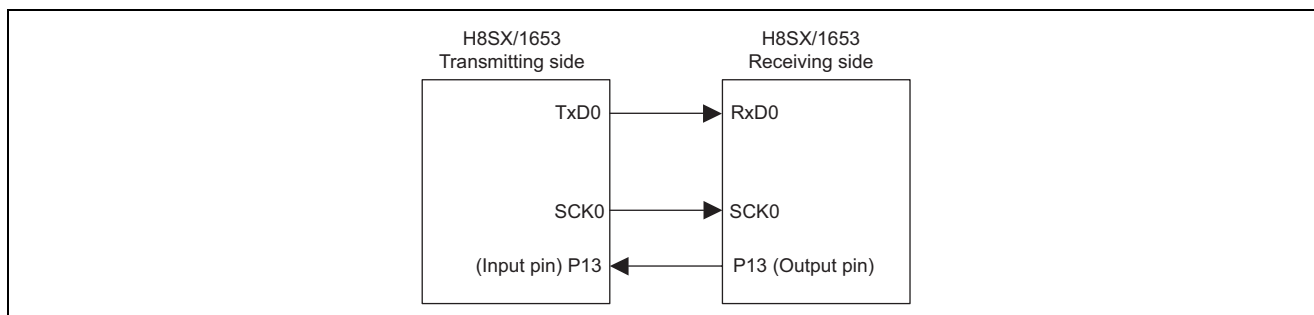 H8SX/1653
Transmitting side
H8SX/1653
Receiving side
TxD0
RxD0
SCK0
SCK0
(Input pin) P13
P13 (Output pin)